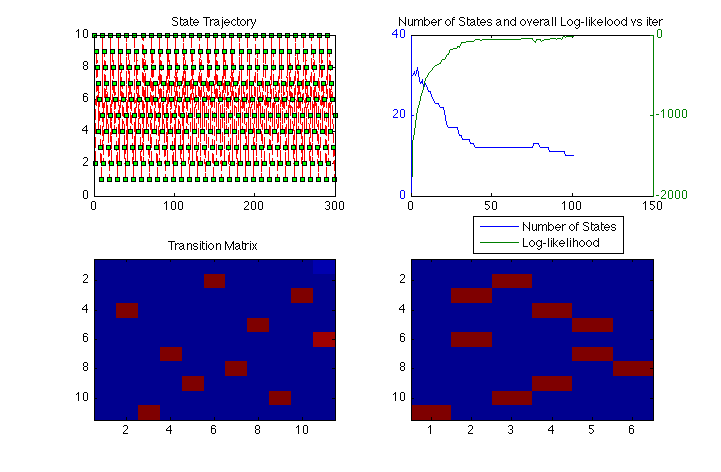 State Trajectory
10
8
6
4
2
0
0 100 200 300
Number of States and overall Log-likelood vs iter
40
20
0
0
-1000
-2000
0 50 100 150
Number of States
Log-likelihood
Transition Matrix
2
4
6
8
10
2 4 6 8 10
2
4
6
8
10
1 2 3 4 5 6